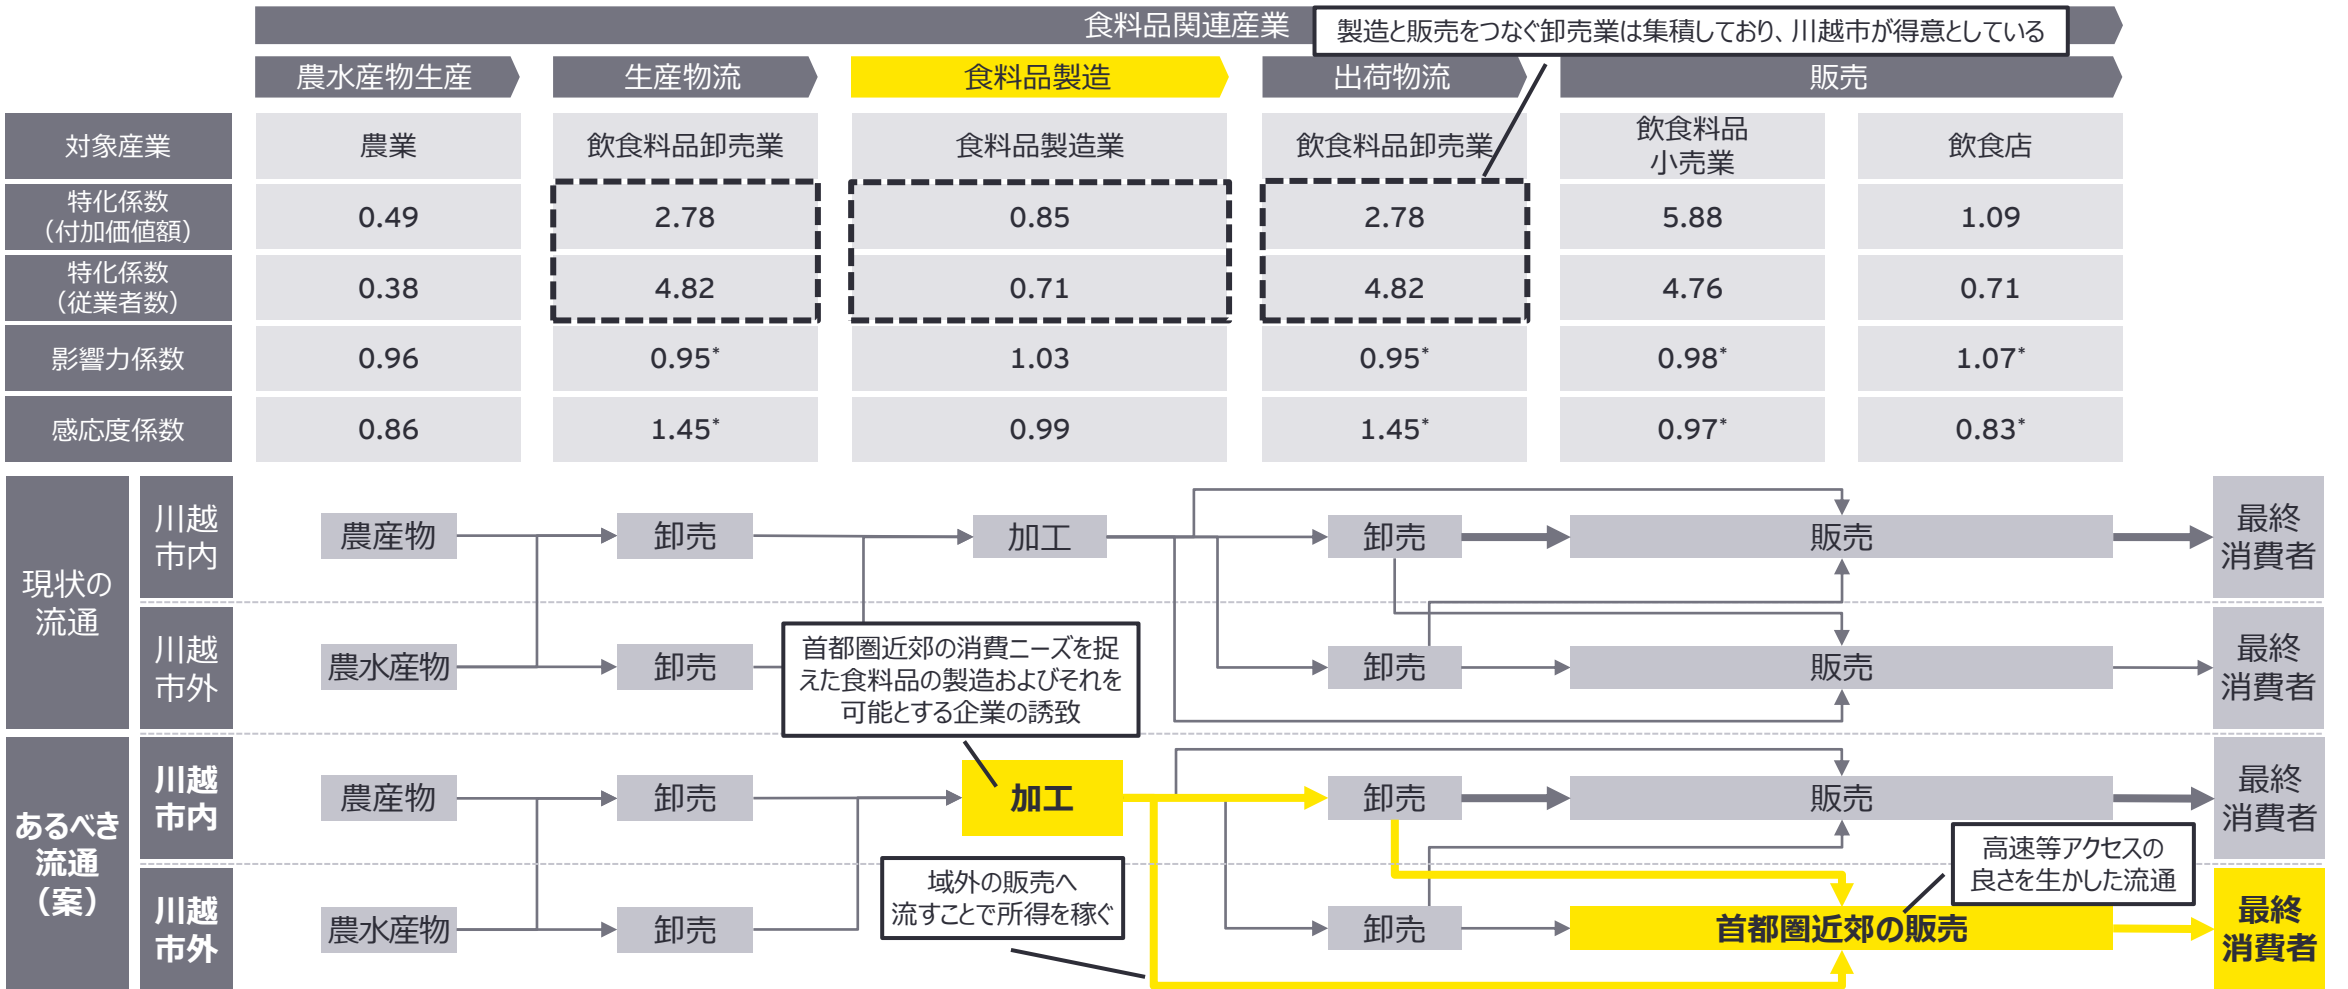 食料品関連産業
製造と販売をつなぐ卸売業は集積しており、川越市が得意としている
農水産物生産
生産物流
食料品製造
出荷物流
販売
対象産業
農業
飲食料品卸売業
食料品製造業
飲食料品卸売業
飲食料品
小売業
飲食店
特化係数
（付加価値額）
0.49
2.78
0.85
2.78
5.88
1.09
特化係数
（従業者数）
0.38
4.82
0.71
4.82
4.76
0.71
影響力係数
0.96
0.95*
1.03
0.95*
0.98*
1.07*
感応度係数
0.86
1.45*
0.99
1.45*
0.97*
0.83*
現状の
流通
川越
市内
農産物
卸売
加工
卸売
販売
最終
消費者
川越
市外
農水産物
卸売
首都圏近郊の消費ニーズを捉
えた食料品の製造およびそれを
可能とする企業の誘致
卸売
販売
最終
消費者
あるべき
流通
（案）
川越
市内
農産物
卸売
加工
卸売
販売
最終
消費者
川越
市外
農水産物
卸売
域外の販売へ
流すことで所得を稼ぐ
卸売
高速等アクセスの
良さを生かした流通
首都圏近郊の販売
最終
消費者